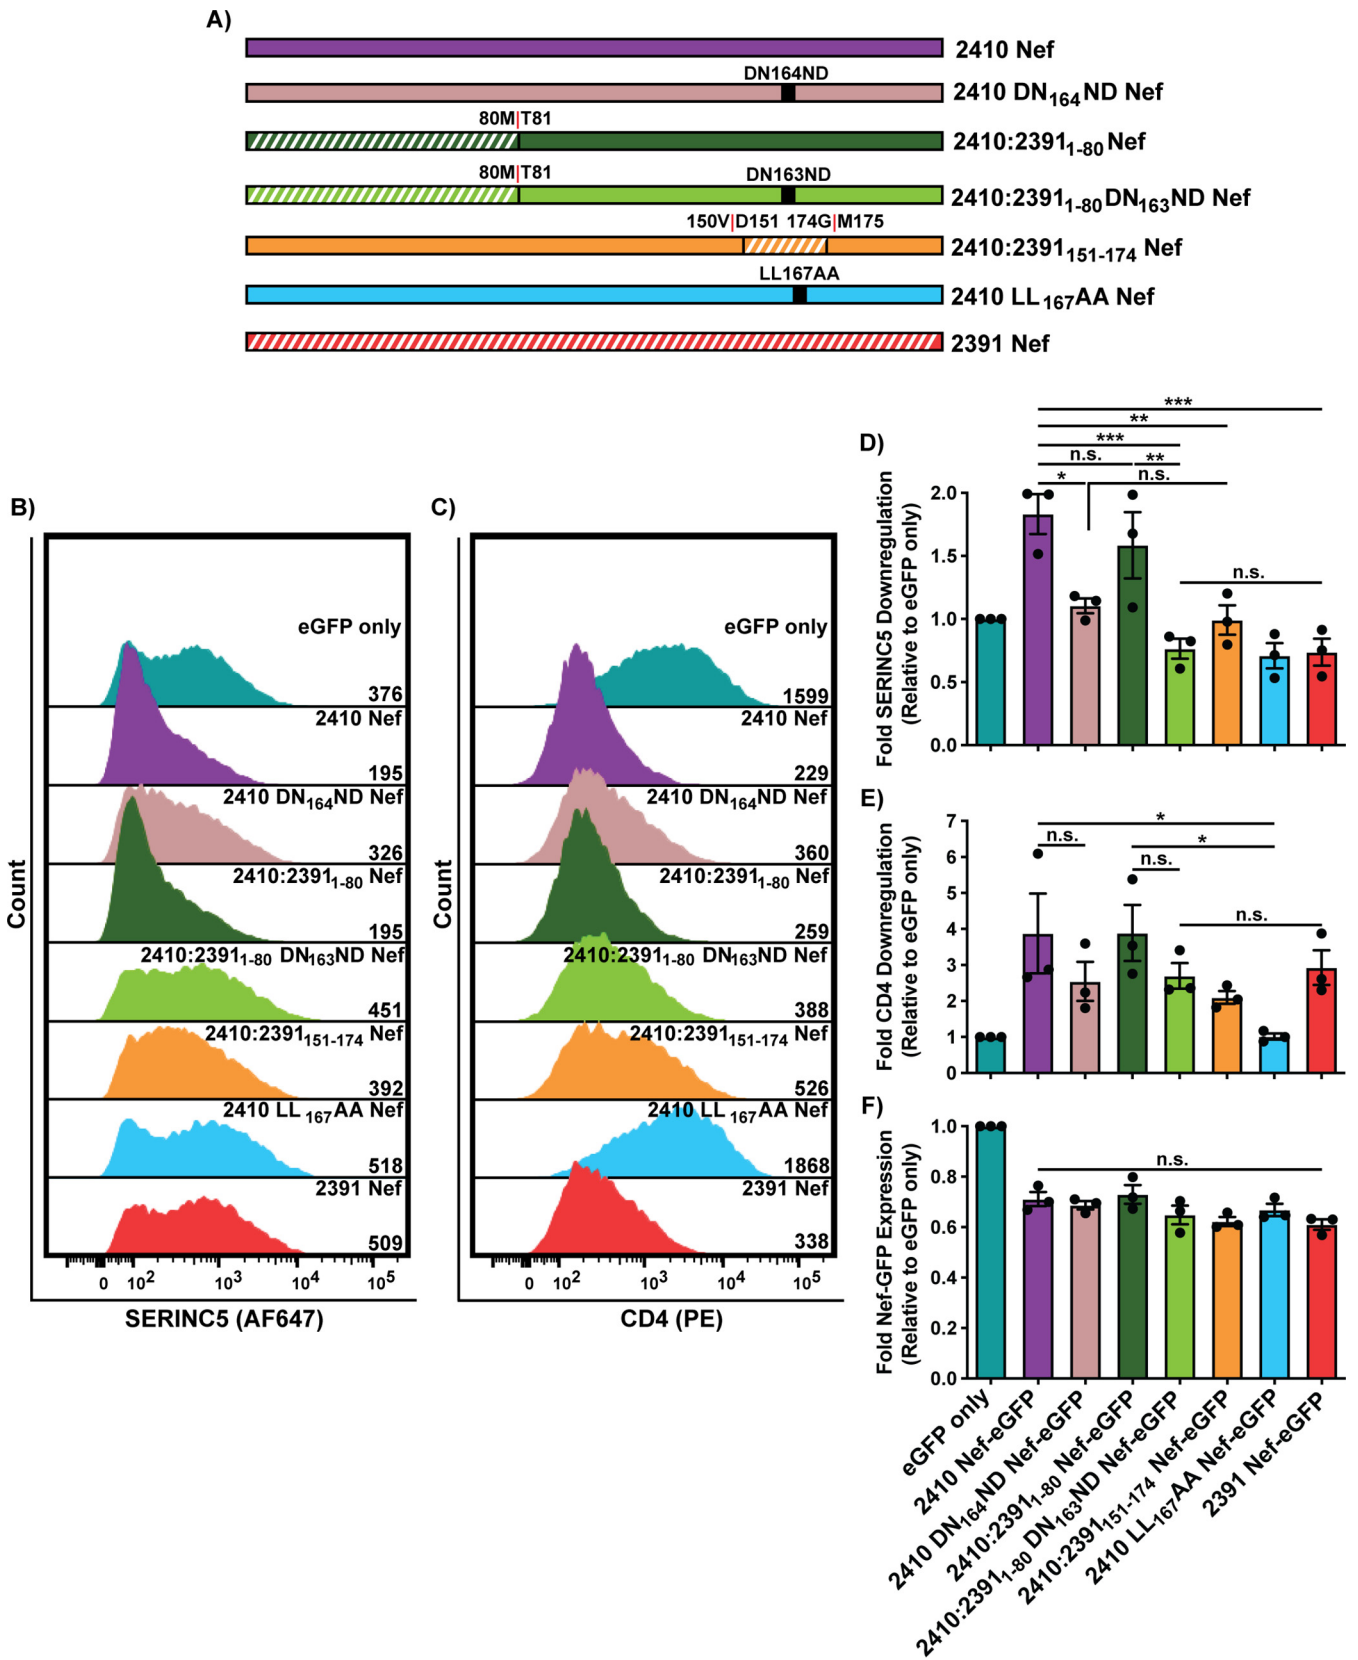 A)
2410 Nef
DN164ND
2410 DN164ND Nef
80M|T81
2410:23911-80 Nef
80M|T81 DN163ND
2410:23911-80DN163ND Nef
150V|D151 174G|M175
2410:2391151-174 Nef
LL167AA
2410 LL167AA Nef
2391 Nef
B)
Count
eGFP only
376
2410 Nef
195
2410 DN164ND Nef
326
2410:23911-80 Nef
195
2410:23911-80 DN163ND Nef
451
2410:2391151-174 Nef
392
2410 LL167AA Nef
518
2391 Nef
509
0 10^2 10^3 10^4 10^5
SERINC5 (AF647)
C)
Count
eGFP only
1599
2410 Nef
229
2410 DN164ND Nef
360
2410:23911-80 Nef
259
2410:23911-80 DN163ND Nef
388
2410:2391151-174 Nef
526
2410 LL167AA Nef
1868
2391 Nef
338
0 10^2 10^3 10^4 10^5
CD4 (PE)
D)
Fold SERINC5 Downregulation
(Relative to eGFP only)
***
**
***
n.s. **
* n.s.
n.s.
2.0
1.5
1.0
0.5
0.0
E)
Fold CD4 Downregulation
(Relative to eGFP only)
*
n.s. *
n.s.
n.s.
7
6
5
4
3
2
1
0
F)
Fold Nef-GFP Expression
(Relative to eGFP only)
n.s.
1.0
0.8
0.6
0.4
0.2
0.0
eGFP only
2410 Nef-eGFP
2410 DN164ND Nef-eGFP
2410:23911-80 Nef-eGFP
2410:23911-80 DN163ND Nef-eGFP
2410:2391151-174 Nef-eGFP
2410 LL167AA Nef-eGFP
2391 Nef-eGFP